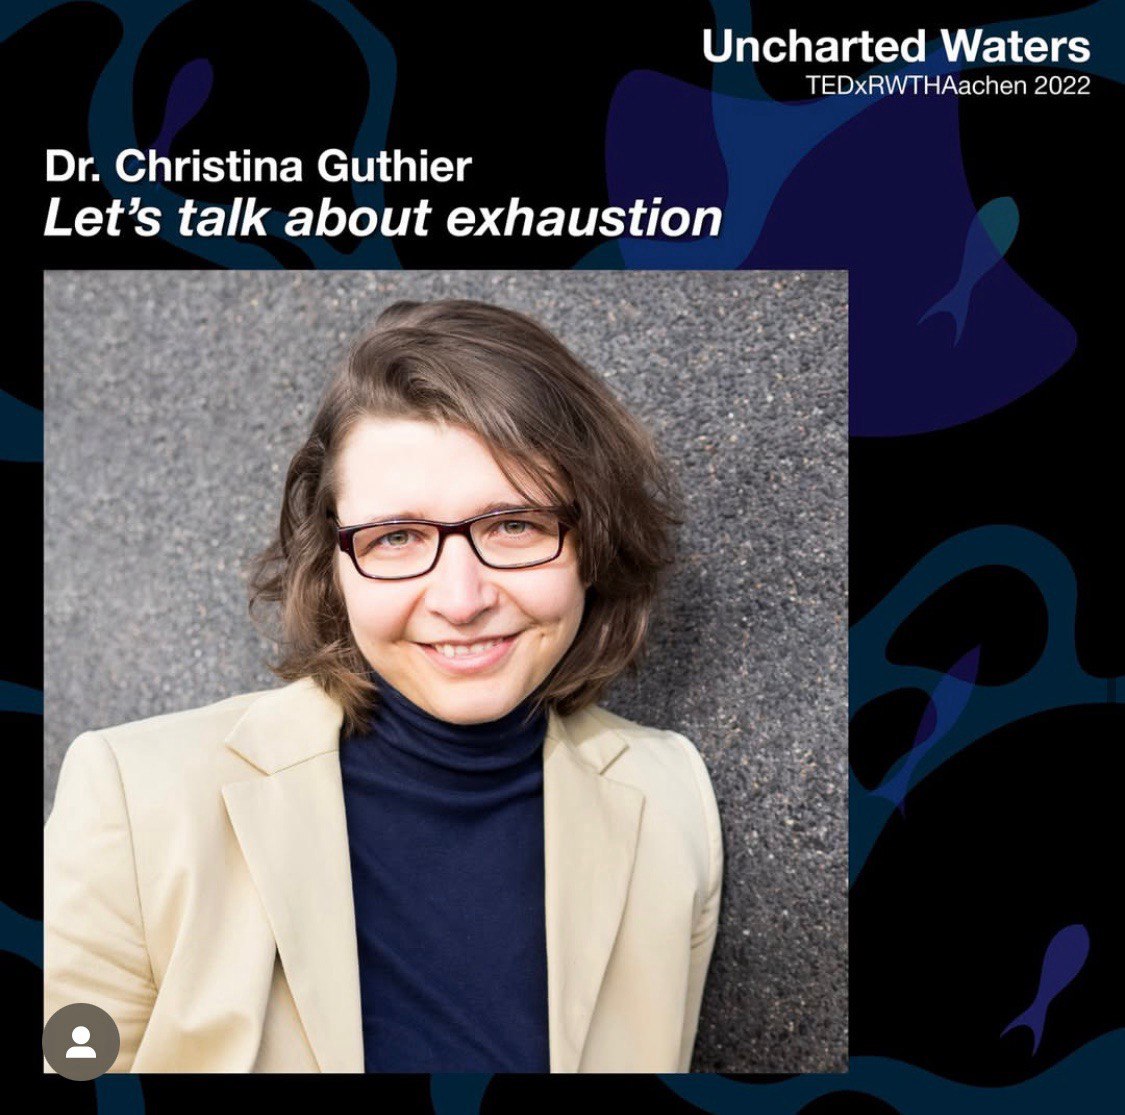 Uncharted Waters
TEDxRWTHAachen 2022
Dr. Christina Guthier
Let's talk about exhaustion